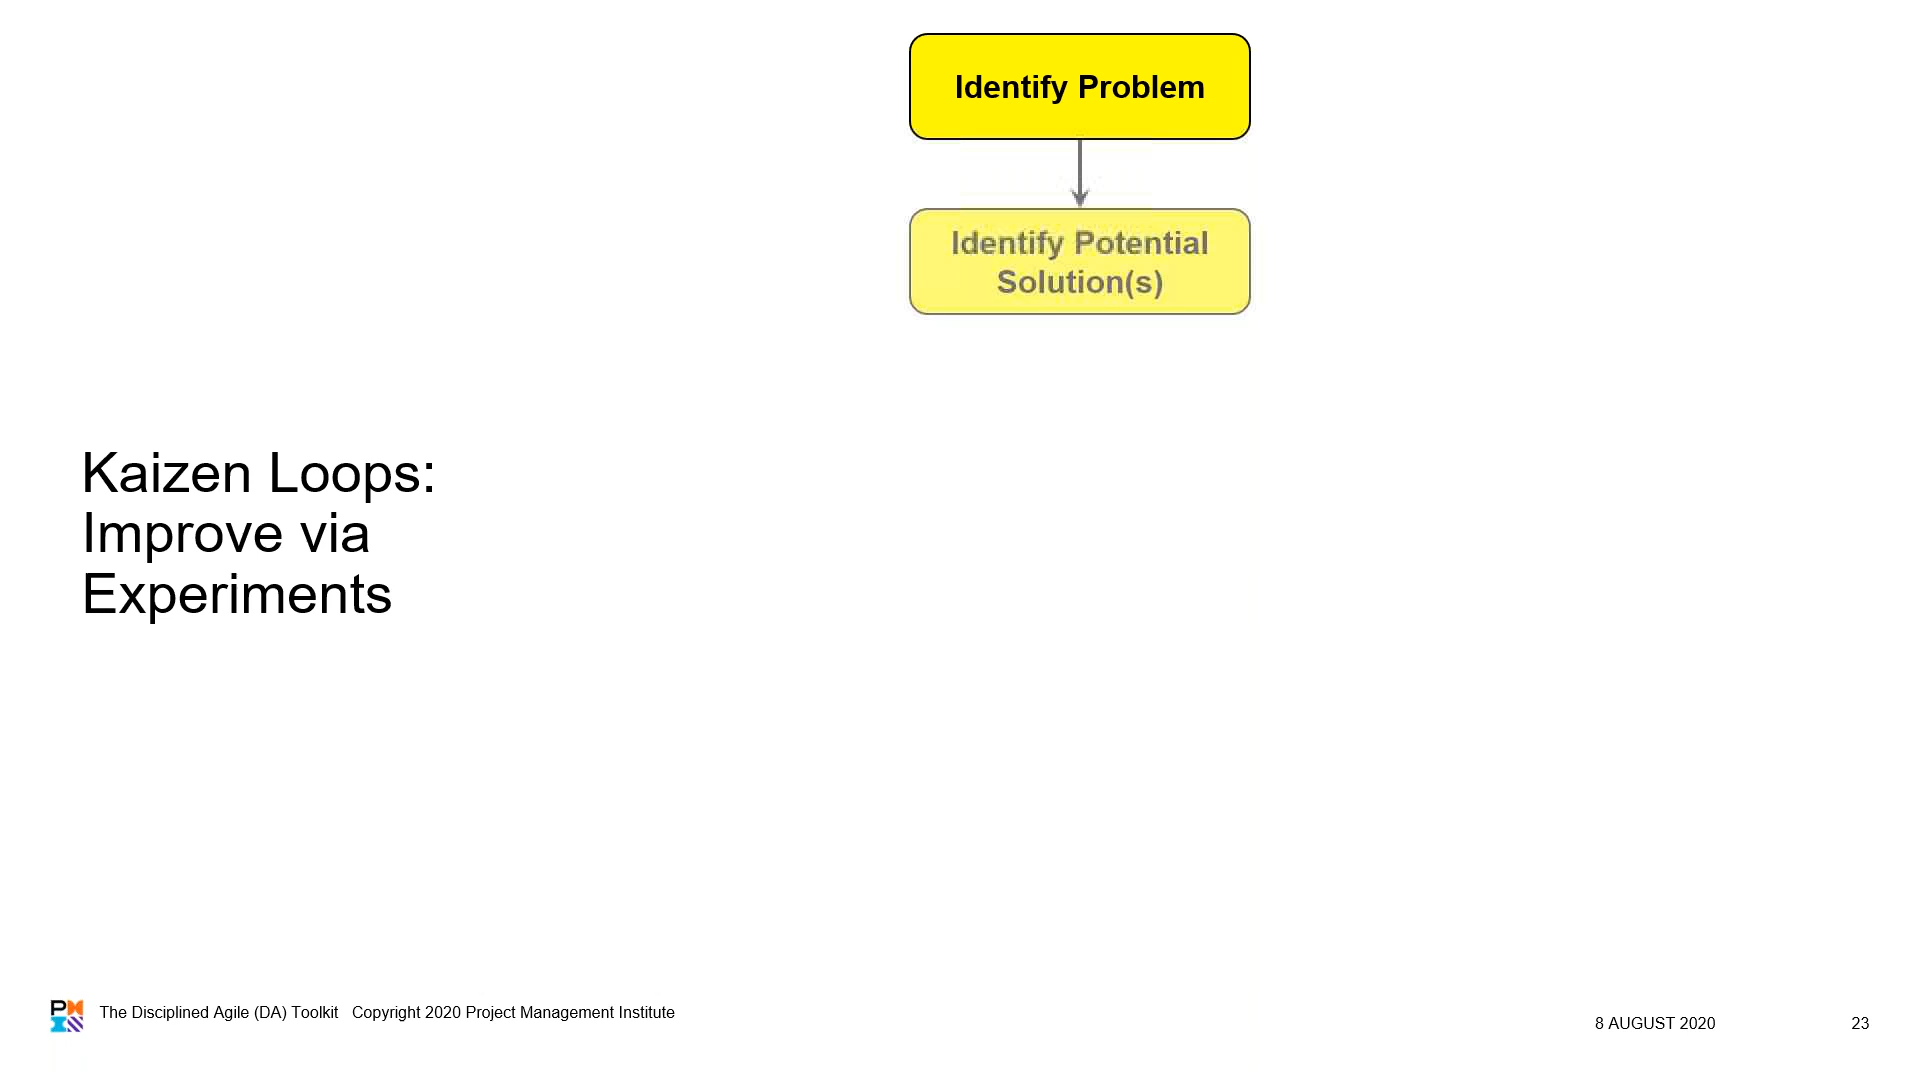 Identify Problem
Identify Potential
Solution(s)
Kaizen Loops:
Improve via
Experiments
The Disciplined Agile (DA) Toolkit   Copyright 2020 Project Management Institute
8 AUGUST 2020
23